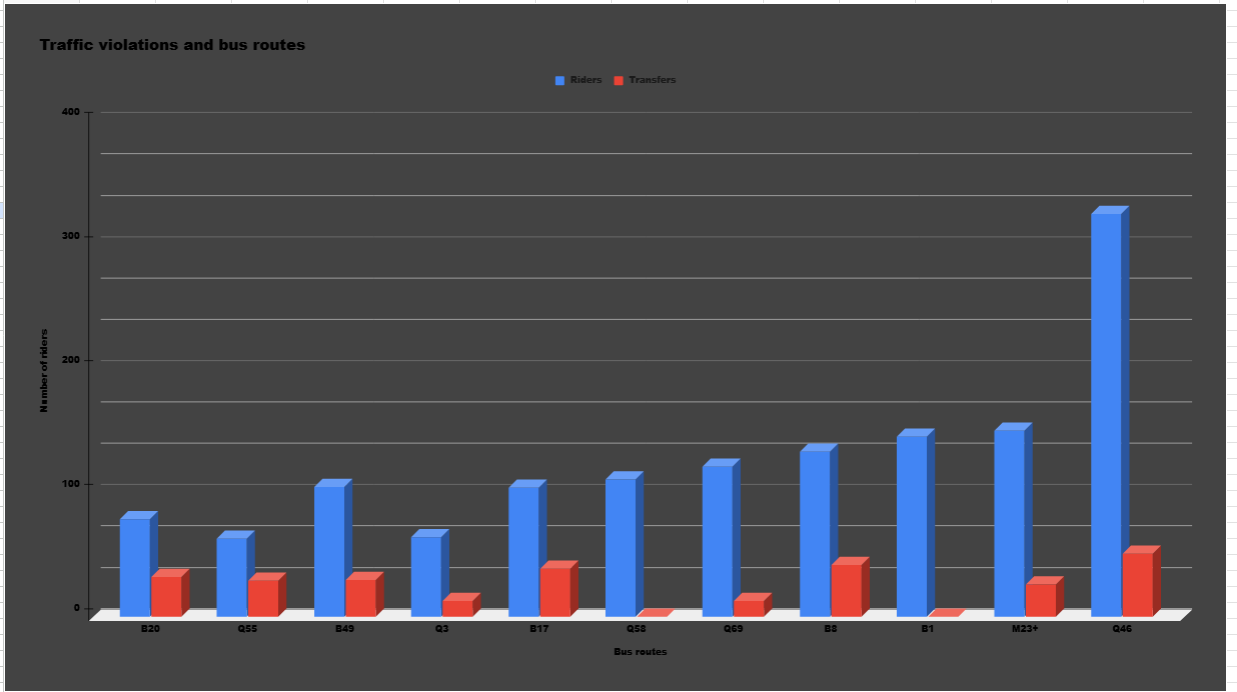 Traffic violations and bus routes
Riders Transfers
400
300
200
100
0
Number of riders
B20 Q55 B49 Q3 B17 Q58 Q69 B8 B1 M23+ Q46
Bus routes